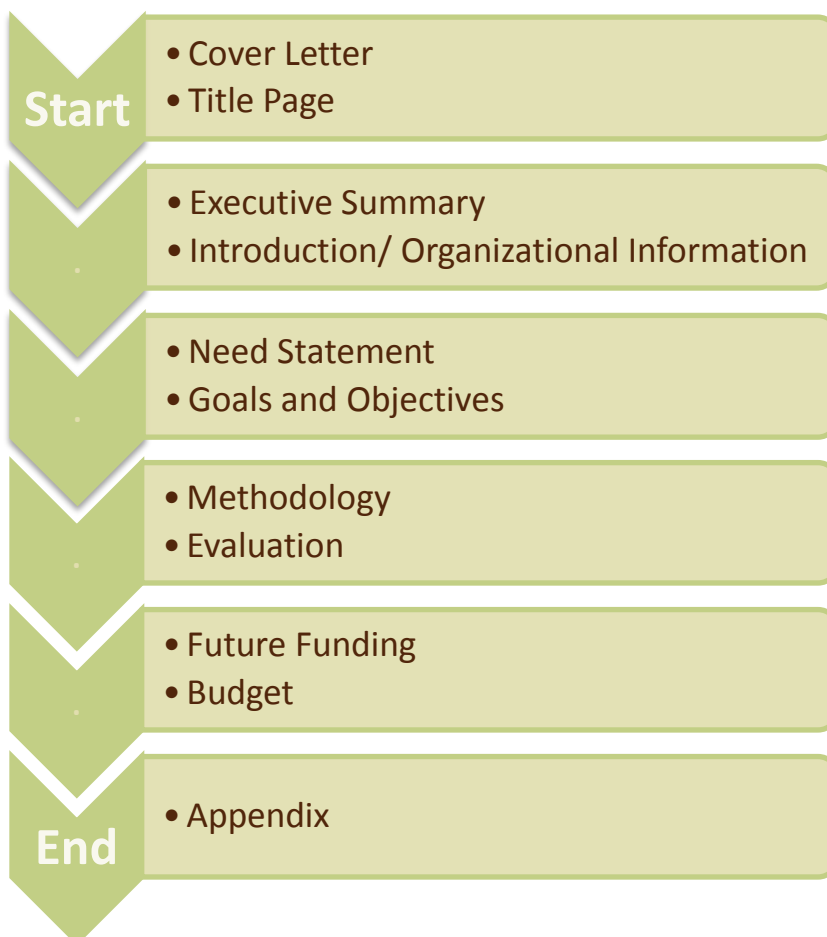 Start
• Cover Letter
• Title Page
.
• Executive Summary
• Introduction/ Organizational Information
.
• Need Statement
• Goals and Objectives
.
• Methodology
• Evaluation
.
• Future Funding
• Budget
End
• Appendix